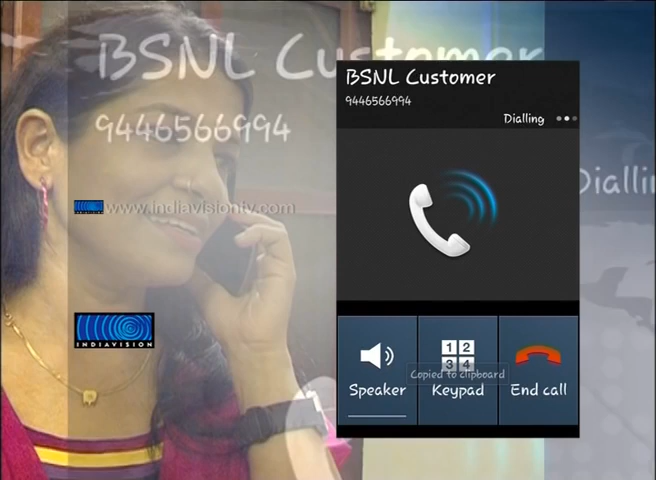 BSNL Customer
9446566994
BSNL Customer
9446566994
Dialling
Dialli
www.indiavisiontv.com
INDIAVISION
1 2
3 4
Copied to clipboard
Speaker
Keypad
End call